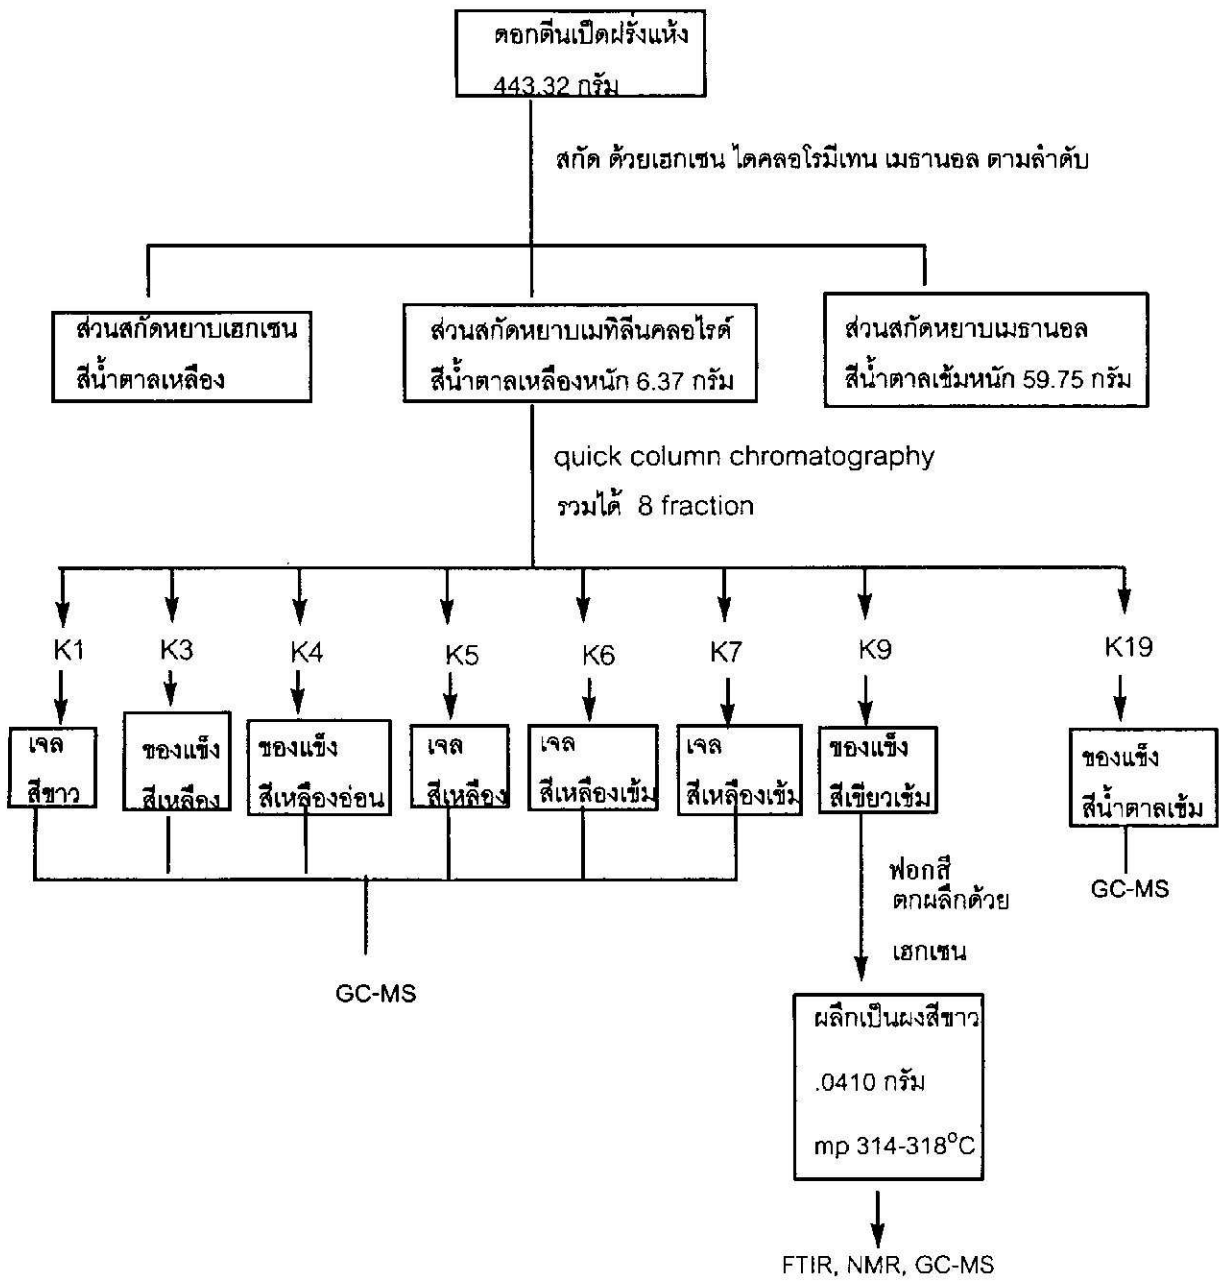 ดอกตีนเป็ดฝรั่งแห้ง
443.32 กรัม
สกัด ด้วยเฮกเซน ไดคลอโรมีเทน เมธานอล ตามลำดับ
ส่วนสกัดหยาบเฮกเซน
สีน้ำตาลเหลือง
ส่วนสกัดหยาบเมทิลีนคลอไรด์
สีน้ำตาลเหลืองหนัก 6.37 กรัม
ส่วนสกัดหยาบเมธานอล
สีน้ำตาลเข้มหนัก 59.75 กรัม
quick column chromatography
รวมได้ 8 fraction
K1
K3
K4
K5
K6
K7
K9
K19
เจล
สีขาว
ของแข็ง
สีเหลือง
ของแข็ง
สีเหลืองอ่อน
เจล
สีเหลือง
เจล
สีเหลืองเข้ม
เจล
สีเหลืองเข้ม
ของแข็ง
สีเขียวเข้ม
ของแข็ง
สีน้ำตาลเข้ม
GC-MS
ฟอกสี
ตกผลึกด้วย
เฮกเซน
GC-MS
ผลึกเป็นผงสีขาว
.0410 กรัม
mp 314-318°C
FTIR, NMR, GC-MS